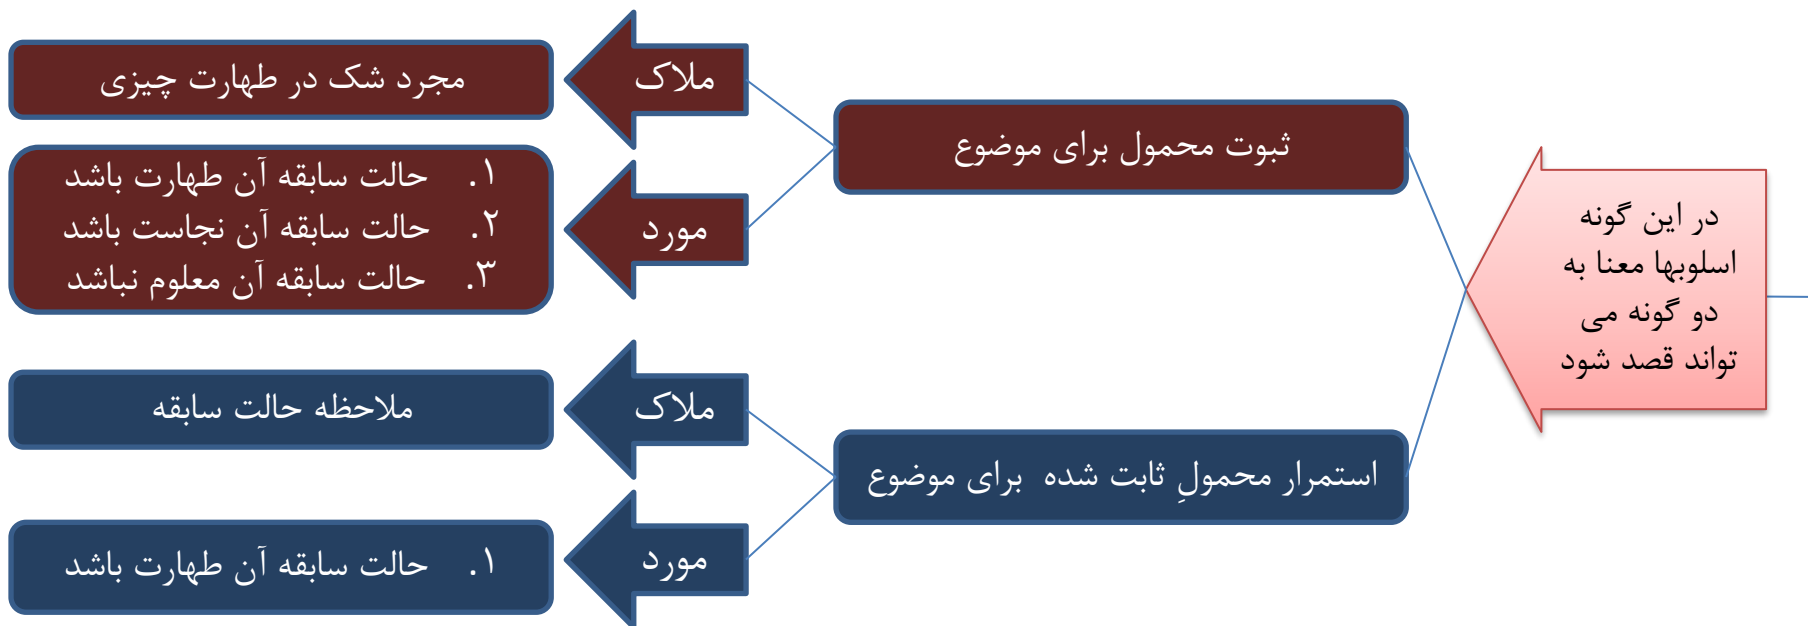 در این گونه
اسلوبها معنا به
دو گونه می
تواند قصد شود
ثبوت محمول برای موضوع
ملاک
مجرد شک در طهارت چیزی
مورد
۱. حالت سابقه آن طهارت باشد
۲. حالت سابقه آن نجاست باشد
۳. حالت سابقه آن معلوم نباشد
استمرار محمولِ ثابت شده برای موضوع
ملاک
ملاحظه حالت سابقه
مورد
۱. حالت سابقه آن طهارت باشد